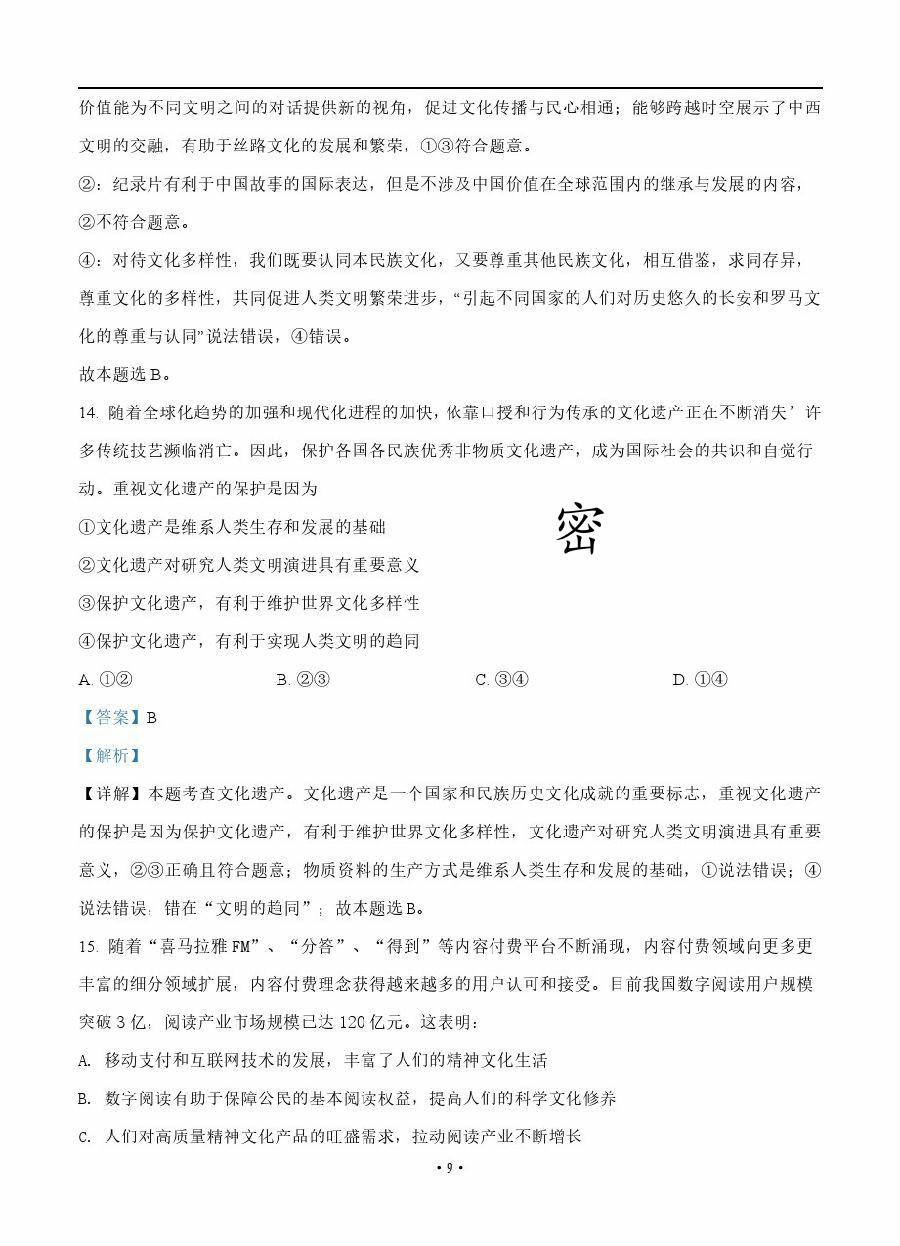 价值能为不同文明之间的对话提供新的视角，促过文化传播与民心相通；能够跨越时空展示了中西
文明的交融，有助于丝路文化的发展和繁荣，①③符合题意。
②：纪录片有利于中国故事的国际表达，但是不涉及中国价值在全球范围内的继承与发展的内容，
②不符合题意。
④：对待文化多样性，我们既要认同本民族文化，又要尊重其他民族文化，相互借鉴，求同存异，
尊重文化的多样性，共同促进人类文明繁荣进步，“引起不同国家的人们对历史悠久的长安和罗马文
化的尊重与认同”说法错误，④错误。
故本题选 B。
14. 随着全球化趋势的加强和现代化进程的加快，依靠口授和行为传承的文化遗产正在不断消失，许
多传统技艺濒临消亡。因此，保护各国各民族优秀非物质文化遗产，成为国际社会的共识和自觉行
动。重视文化遗产的保护是因为
密
①文化遗产是维系人类生存和发展的基础
②文化遗产对研究人类文明演进具有重要意义
③保护文化遗产，有利于维护世界文化多样性
④保护文化遗产，有利于实现人类文明的趋同
A. ①② B. ②③ C. ③④ D. ①④
【答案】B
【解析】
【详解】本题考查文化遗产。文化遗产是一个国家和民族历史文化成就的重要标志，重视文化遗产
的保护是因为保护文化遗产，有利于维护世界文化多样性，文化遗产对研究人类文明演进具有重要
意义，②③正确且符合题意；物质资料的生产方式是维系人类生存和发展的基础，①说法错误；④
说法错误，错在“文明的趋同”；故本题选 B。
15. 随着“喜马拉雅 FM”、“分答”、“得到”等内容付费平台不断涌现，内容付费领域向更多更
丰富的细分领域扩展，内容付费理念获得越来越多的用户认可和接受。目前我国数字阅读用户规模
突破 3 亿，阅读产业市场规模已达 120 亿元。这表明：
A. 移动支付和互联网技术的发展，丰富了人们的精神文化生活
B. 数字阅读有助于保障公民的基本阅读权益，提高人们的科学文化修养
C. 人们对高质量精神文化产品的旺盛需求，拉动阅读产业不断增长
• 9 •